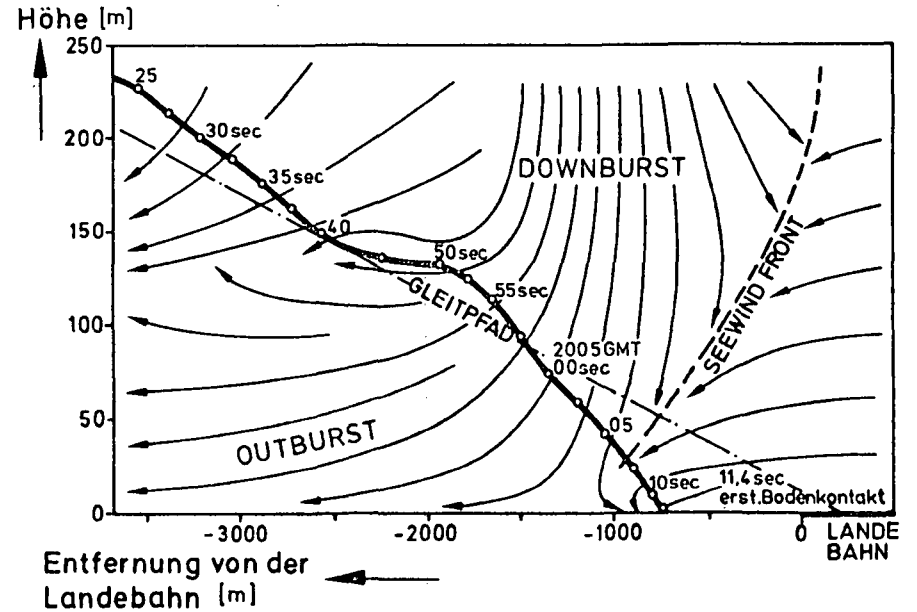 Höhe [m]
250
200
150
100
50
0
25
30sec
35sec
40
50sec
55sec
2005GMT
00sec
05
10sec
11,4sec
erst.Bodenkontakt
DOWNBURST
SEEWIND FRONT
GLEITPFAD
OUTBURST
-3000
-2000
-1000
0
LANDE
BAHN
Entfernung von der
Landebahn [m]